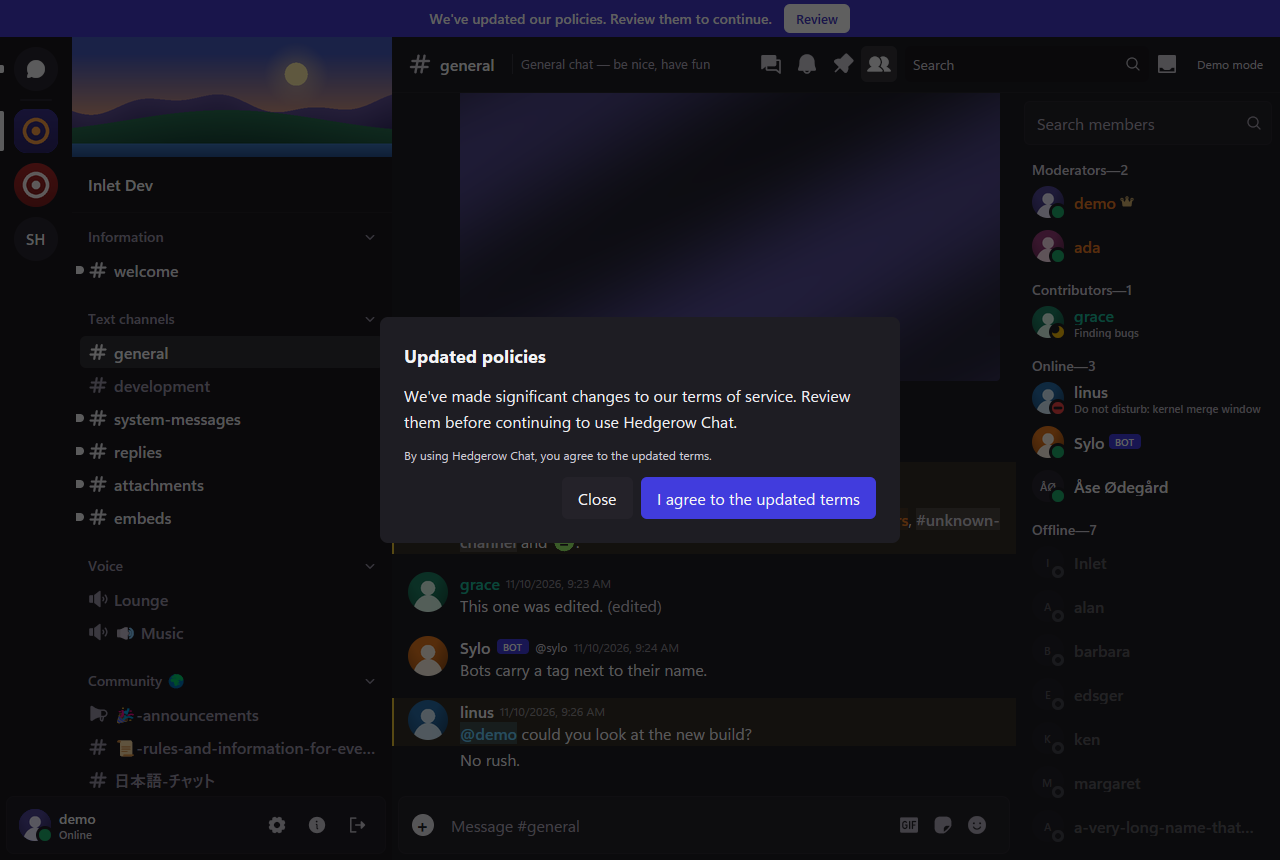 We've updated our policies. Review them to continue. Review
general General chat — be nice, have fun Search Demo mode
Inlet Dev
Information
welcome
Text channels
general
development
system-messages
replies
attachments
embeds
Voice
Lounge
Music
Community
-announcements
-rules-and-information-for-eve...
日本語-チャット
SH
demo
Online
Updated policies
We've made significant changes to our terms of service. Review
them before continuing to use Hedgerow Chat.
By using Hedgerow Chat, you agree to the updated terms.
Close I agree to the updated terms
#unknown-
channel and
grace 11/10/2026, 9:23 AM
This one was edited. (edited)
Sylo BOT @sylo 11/10/2026, 9:24 AM
Bots carry a tag next to their name.
linus 11/10/2026, 9:26 AM
@demo could you look at the new build?
No rush.
Message #general GIF
Search members
Moderators—2
demo
ada
Contributors—1
grace
Finding bugs
Online—3
linus
Do not disturb: kernel merge window
Sylo BOT
ÅØ Åse Ødegård
Offline—7
I Inlet
A alan
B barbara
E edsger
K ken
M margaret
A a-very-long-name-that...